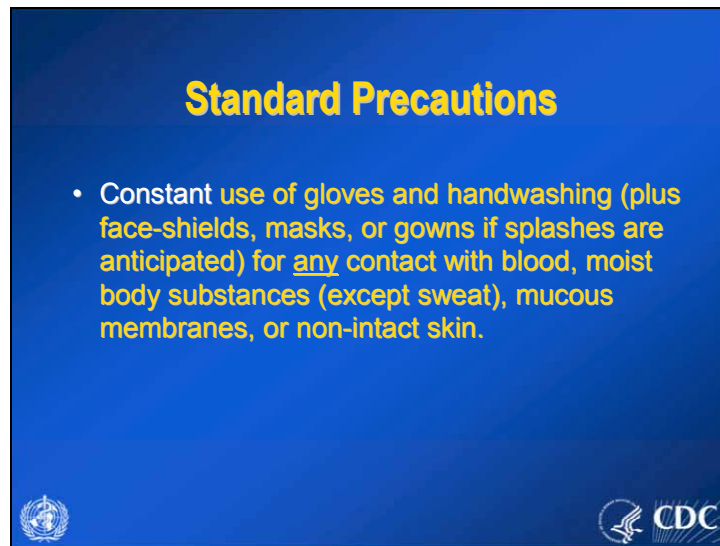 Standard Precautions
• Constant use of gloves and handwashing (plus
face-shields, masks, or gowns if splashes are
anticipated) for any contact with blood, moist
body substances (except sweat), mucous
membranes, or non-intact skin.
CDC